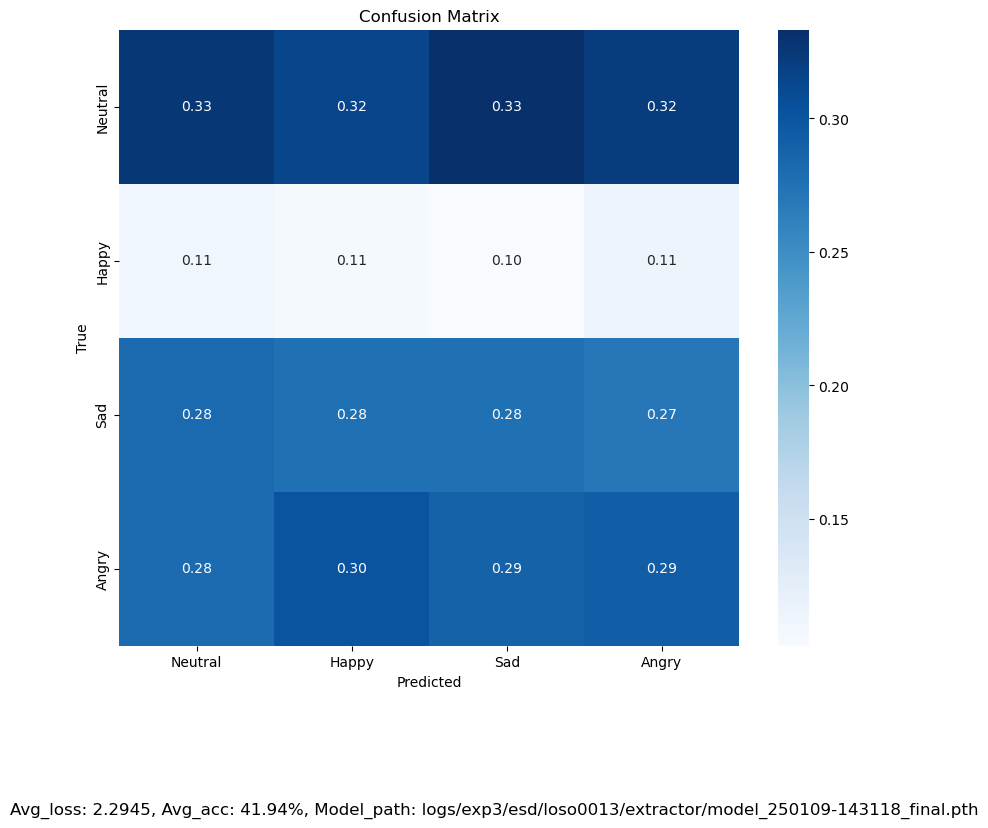 Confusion Matrix
Neutral 0.33 0.32 0.33 0.32
Happy 0.11 0.11 0.10 0.11
Sad 0.28 0.28 0.28 0.27
Angry 0.28 0.30 0.29 0.29
True
Neutral Happy Sad Angry
Predicted
0.30
0.25
0.20
0.15
Avg_loss: 2.2945, Avg_acc: 41.94%, Model_path: logs/exp3/esd/loso0013/extractor/model_250109-143118_final.pth